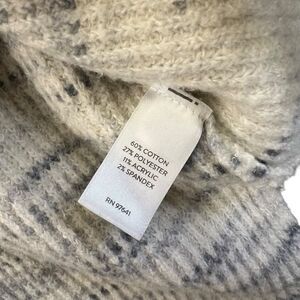 60% COTTON
27% POLYESTER
11% ACRYLIC
2% SPANDEX
RN 97641